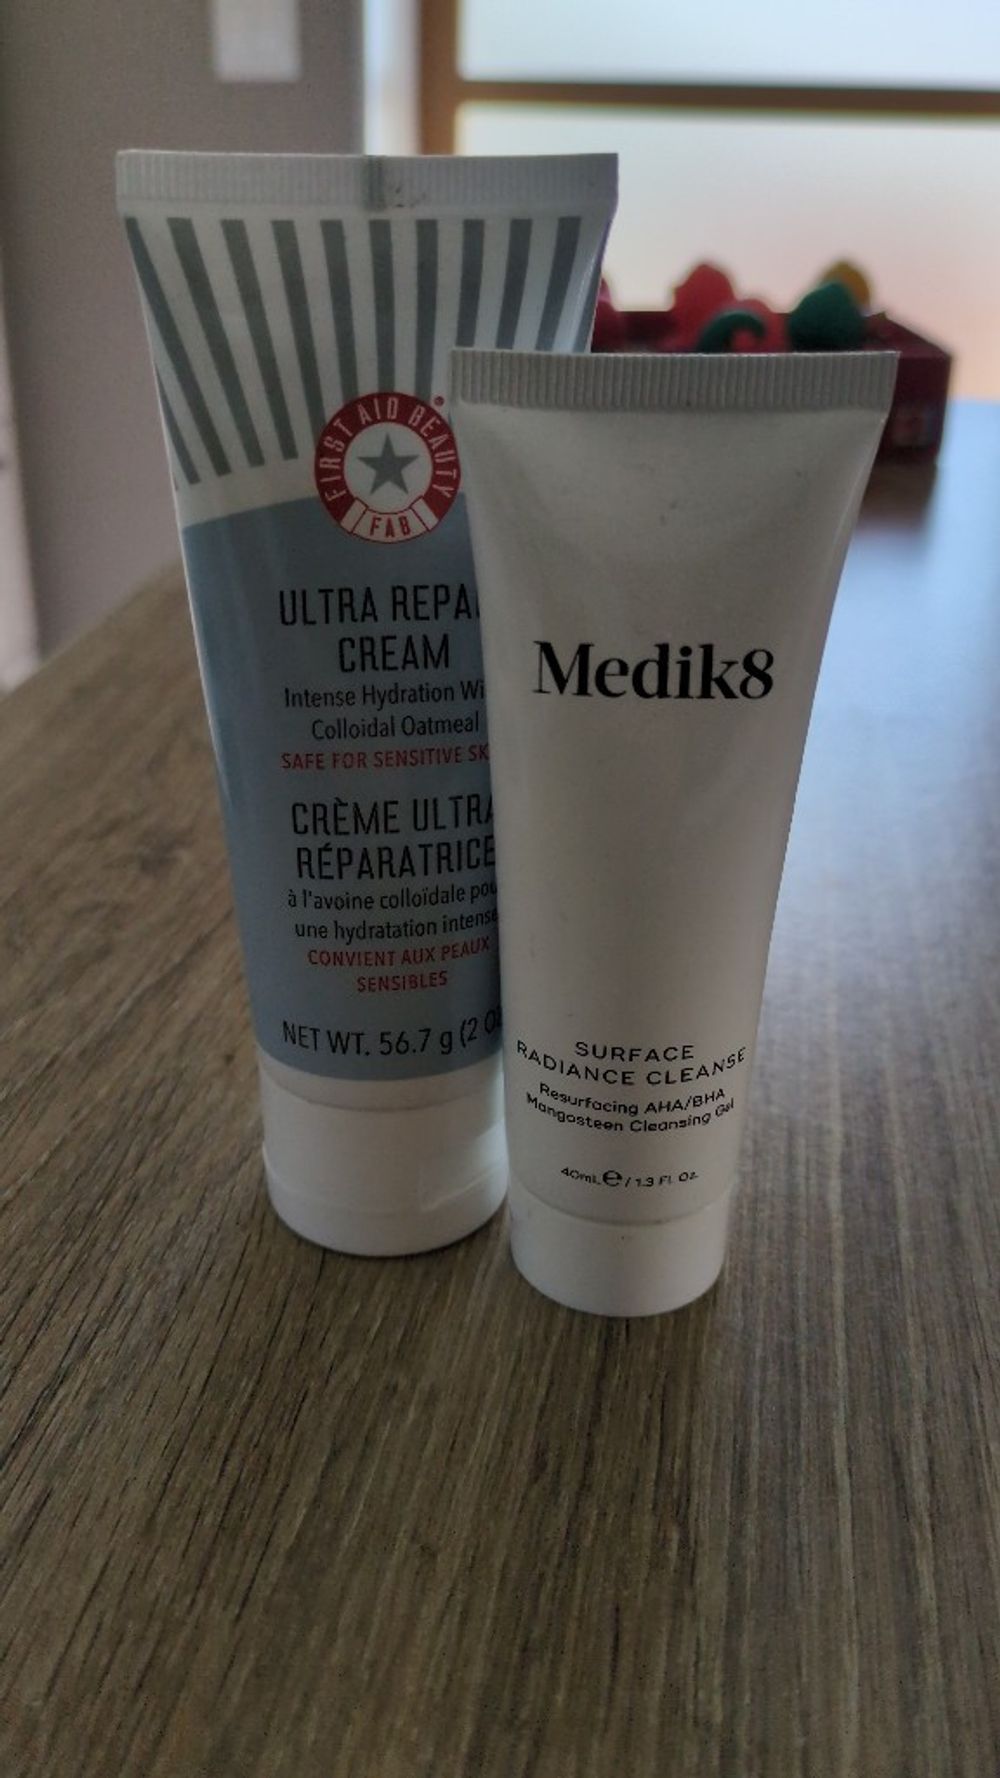 FIRST AID BEAUTY
®
FAB
ULTRA REPAI
CREAM
Intense Hydration Wi
Colloidal Oatmeal
SAFE FOR SENSITIVE SK
CRÈME ULTRA
RÉPARATRICE
à l'avoine colloïdale pou
une hydratation intense
CONVIENT AUX PEAUX
SENSIBLES
NET WT. 56.7 g (2 Oz
Medik8
SURFACE
RADIANCE CLEANSE
Resurfacing AHA/BHA
Mangosteen Cleansing Gel
40mL ℮ / 1.3 Fl. Oz.